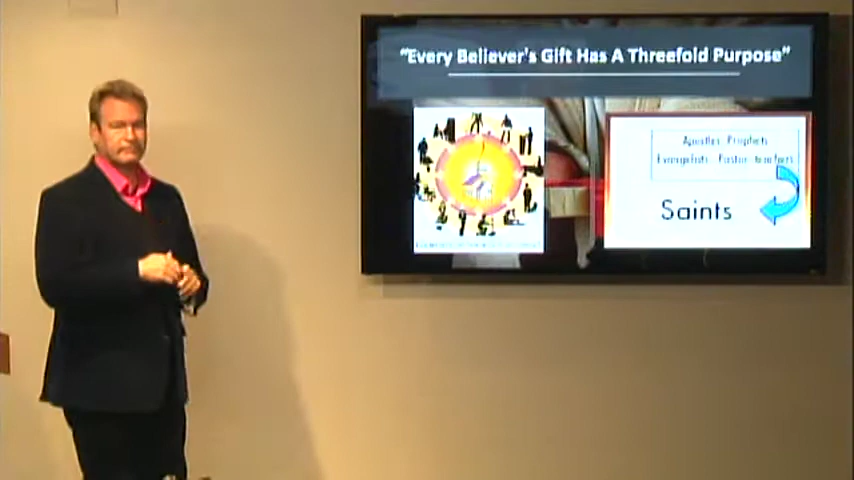 “Every Believer's Gift Has A Threefold Purpose”
Apostles Prophets
Evangelists Pastor-teachers
Saints